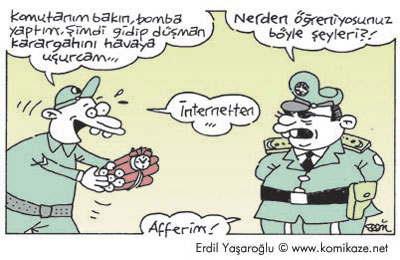 Komutanım bakın, bomba
yaptım. Şimdi gidip düşman
karargahını havaya
uşurcam...
Nerden öğreniyosunuz
böyle şeyleri?!
İnternetten
...
Afferim!
Erdil Yaşaroğlu © www.komikaze.net